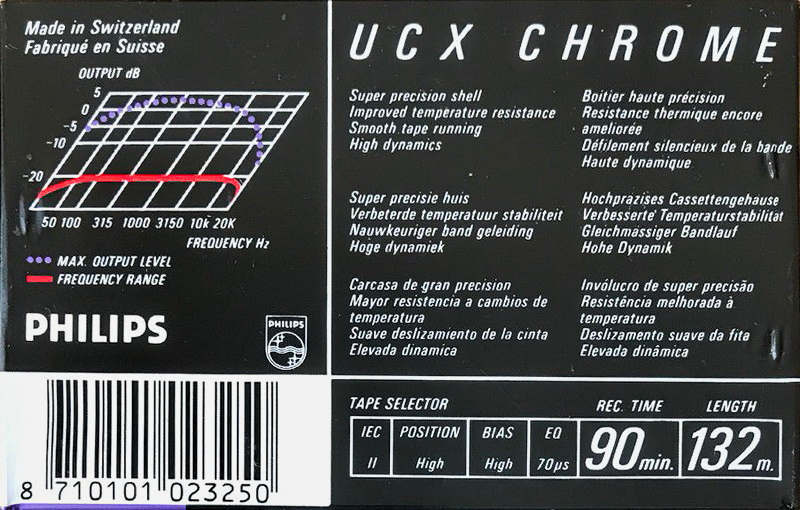 Made in Switzerland
Fabriqué en Suisse
OUTPUT dB
5
0
-5
-10
-20
50 100 315 1000 3150 10k 20K
FREQUENCY Hz
MAX. OUTPUT LEVEL
FREQUENCY RANGE
PHILIPS
PHILIPS
8 710101 023250
UCX CHROME
Super precision shell
Improved temperature resistance
Smooth tape running
High dynamics
Boitier haute précision
Resistance thermique encore
ameliorée
Défilement silencieux de la bande
Haute dynamique
Super precisie huis
Verbeterde temperatuur stabiliteit
Nauwkeuriger band geleiding
Hoge dynamiek
Hochpräzises Cassettengehäuse
Verbesserte Temperaturstabilität
Gleichmässiger Bandlauf
Hohe Dynamik
Carcasa de gran precision
Mayor resistencia a cambios de
temperatura
Suave deslizamiento de la cinta
Elevada dinamica
Invólucro de super precisão
Resistência melhorada à
temperatura
Deslizamento suave da fita
Elevada dinâmica
TAPE SELECTOR
REC. TIME
LENGTH
IEC POSITION BIAS EQ
II High High 70µs
90 min.
132 m.